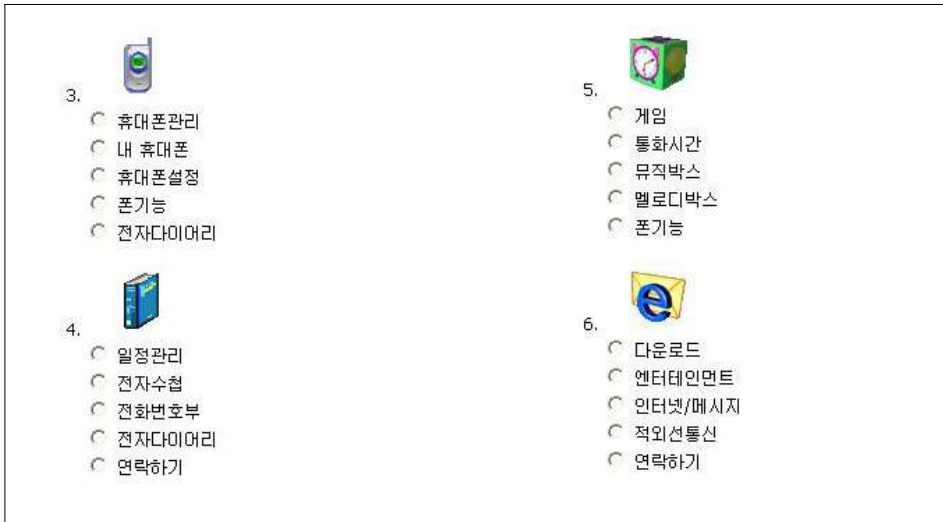 3.
휴대폰관리
내 휴대폰
휴대폰설정
폰기능
전자다이어리
4.
일정관리
전자수첩
전화번호부
전자다이어리
연락하기
5.
게임
통화시간
뮤직박스
멜로디박스
폰기능
6.
다운로드
엔터테인먼트
인터넷/메시지
적외선통신
연락하기